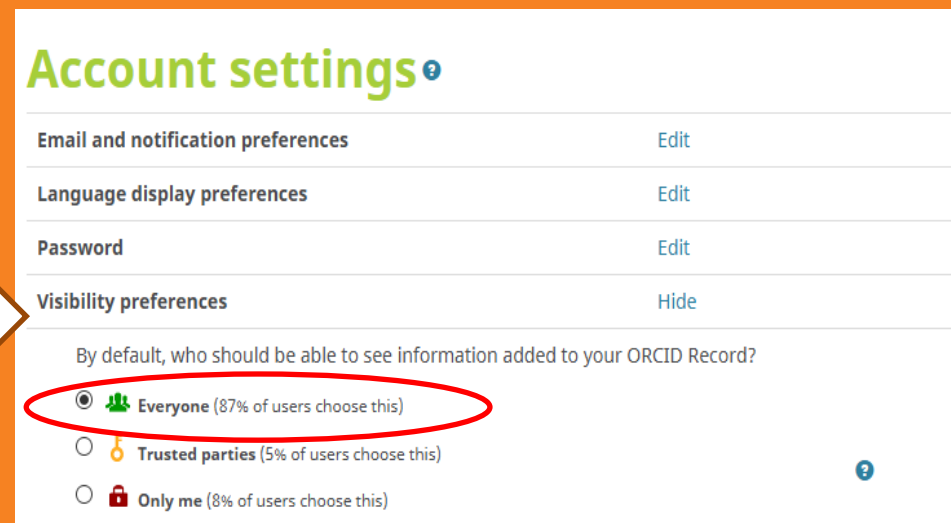 Account settings ?
Email and notification preferences Edit
Language display preferences Edit
Password Edit
Visibility preferences Hide
By default, who should be able to see information added to your ORCID Record?
Everyone (87% of users choose this)
Trusted parties (5% of users choose this)
?
Only me (8% of users choose this)